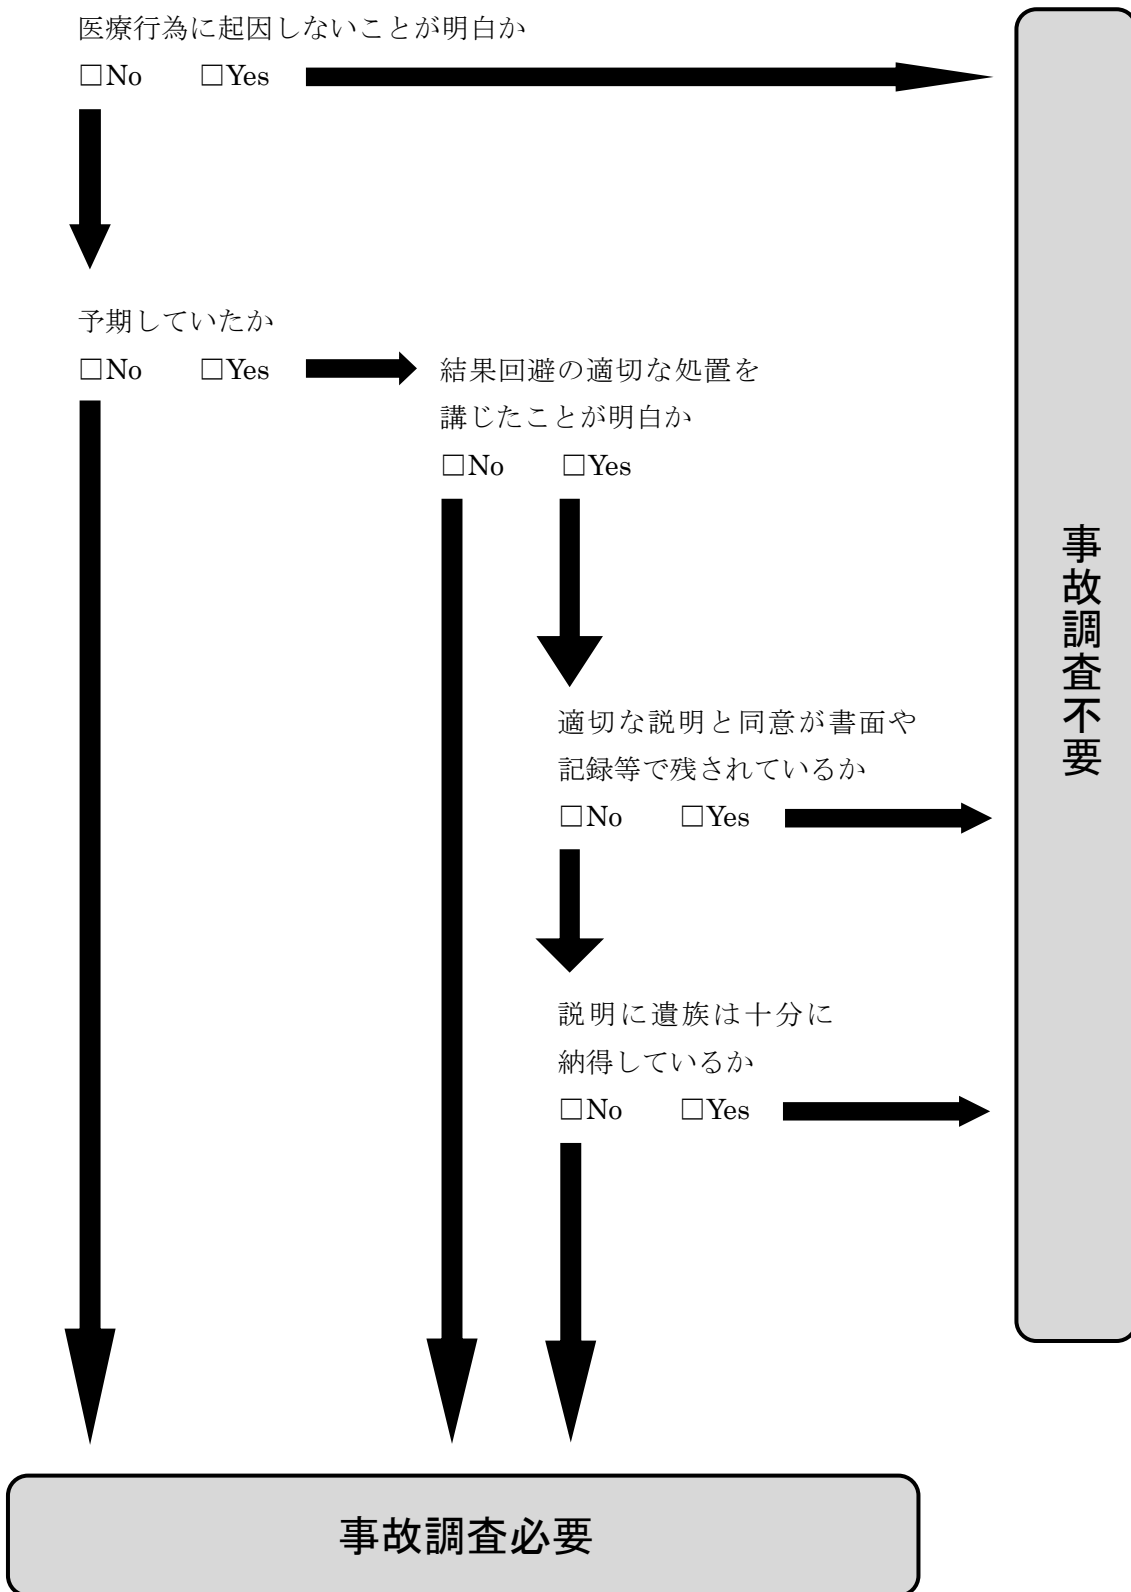 医療行為に起因しないことが明白か
□No □Yes
予期していたか
□No □Yes
結果回避の適切な処置を
講じたことが明白か
□No □Yes
適切な説明と同意が書面や
記録等で残されているか
□No □Yes
説明に遺族は十分に
納得しているか
□No □Yes
事故調査不要
事故調査必要